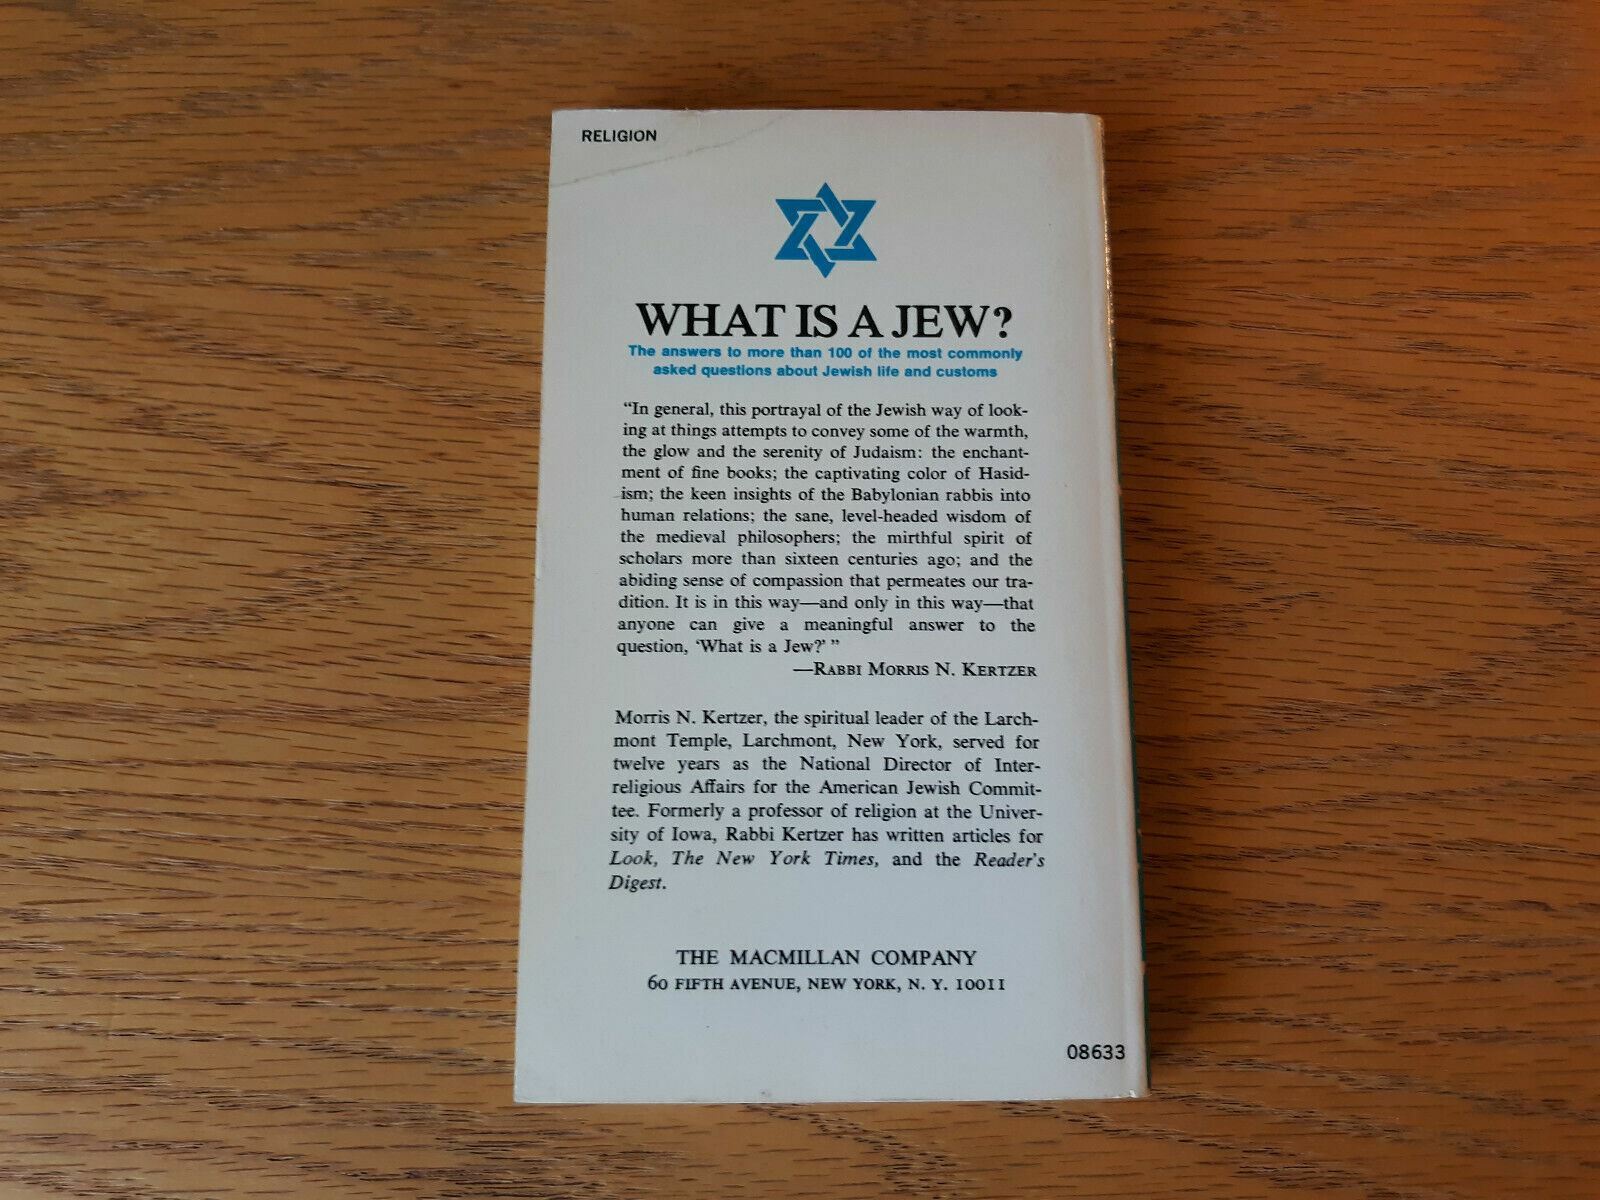 RELIGION
WHAT IS A JEW?
The answers to more than 100 of the most commonly
asked questions about Jewish life and customs
“In general, this portrayal of the Jewish way of look-
ing at things attempts to convey some of the warmth,
the glow and the serenity of Judaism: the enchant-
ment of fine books; the captivating color of Hasid-
ism; the keen insights of the Babylonian rabbis into
human relations; the sane, level-headed wisdom of
the medieval philosophers; the mirthful spirit of
scholars more than sixteen centuries ago; and the
abiding sense of compassion that permeates our tra-
dition. It is in this way—and only in this way—that
anyone can give a meaningful answer to the
question, ‘What is a Jew?’ ”
—RABBI MORRIS N. KERTZER
Morris N. Kertzer, the spiritual leader of the Larch-
mont Temple, Larchmont, New York, served for
twelve years as the National Director of Inter-
religious Affairs for the American Jewish Commit-
tee. Formerly a professor of religion at the Univer-
sity of Iowa, Rabbi Kertzer has written articles for
Look, The New York Times, and the Reader's
Digest.
THE MACMILLAN COMPANY
60 FIFTH AVENUE, NEW YORK, N. Y. 10011
08633